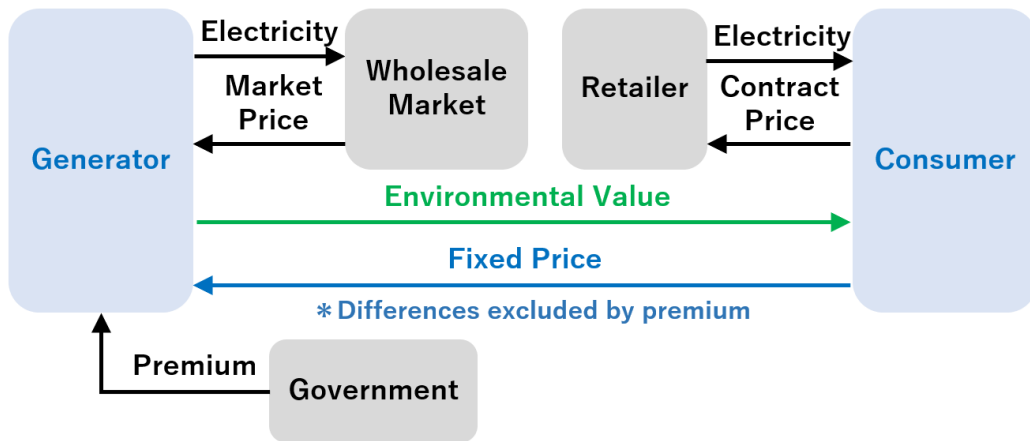 Electricity
Electricity
Wholesale
Market
Market
Price
Retailer
Contract
Price
Generator
Consumer
Environmental Value
Fixed Price
＊Differences excluded by premium
Premium
Government